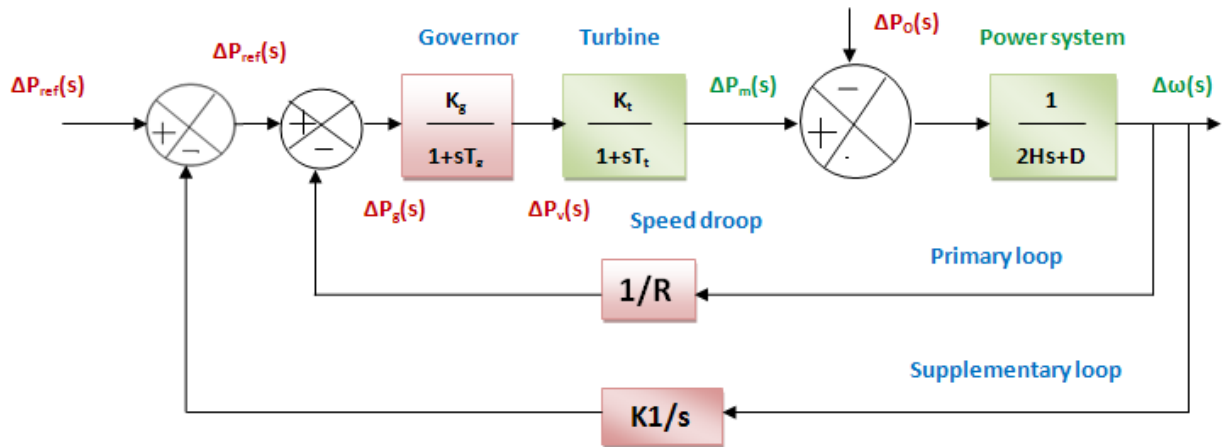 ΔP₀(s)
ΔPref(s)
Governor
Turbine
Power system
ΔPref(s)
ΔPm(s)
Δω(s)
Kg
1+sTg
Kt
1+sTt
1
2Hs+D
+
−
+
−
−
+
ΔPg(s)
ΔPv(s)
Speed droop
Primary loop
1/R
Supplementary loop
K1/s